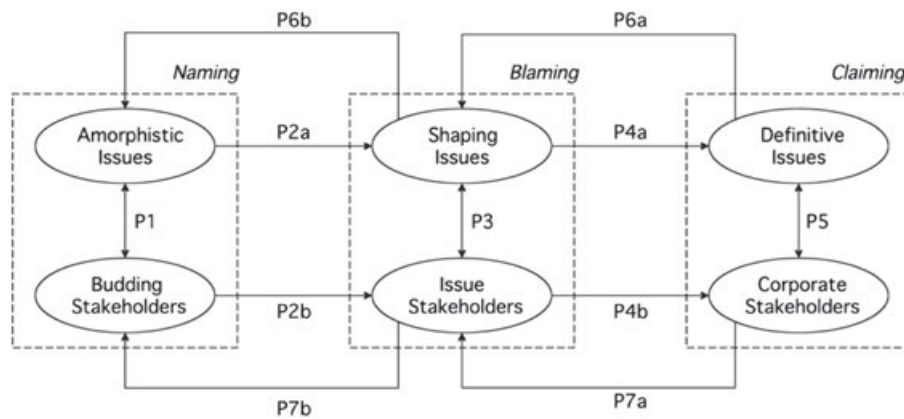 P6b
P6a
Naming
Blaming
Claiming
Amorphistic
Issues
P2a
Shaping
Issues
P4a
Definitive
Issues
P1
P3
P5
Budding
Stakeholders
P2b
Issue
Stakeholders
P4b
Corporate
Stakeholders
P7b
P7a